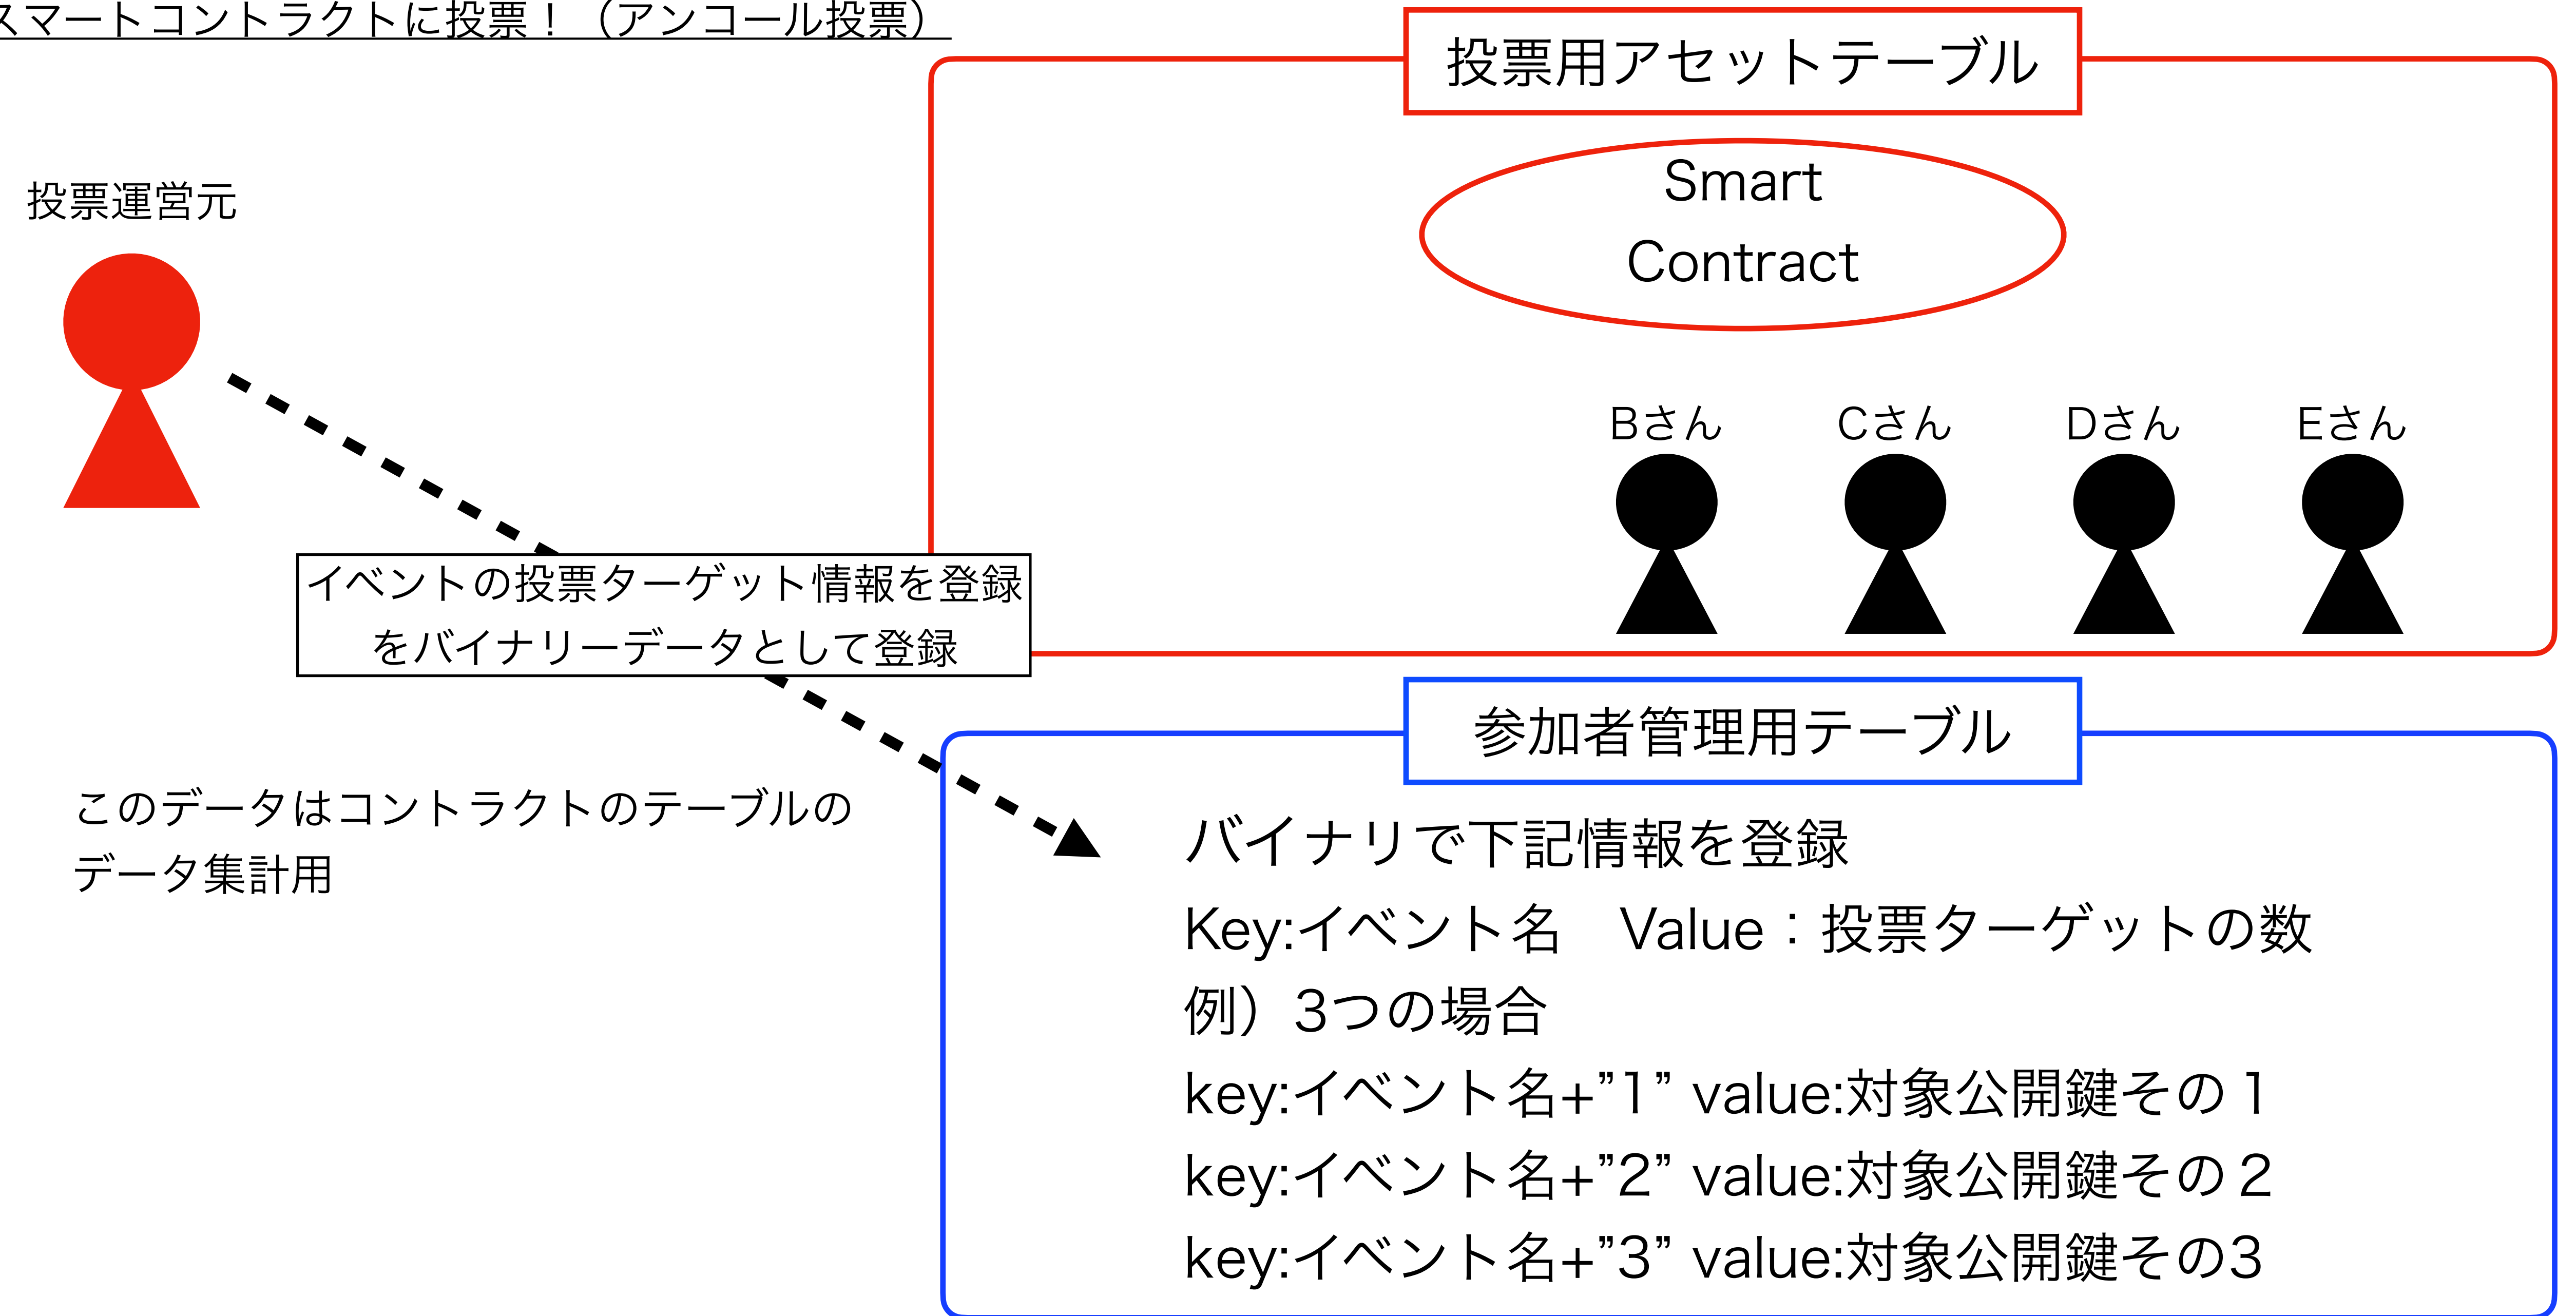 スマートコントラクトに投票！（アンコール投票）
投票用アセットテーブル
Smart
Contract
投票運営元
Bさん
Cさん
Dさん
Eさん
イベントの投票ターゲット情報を登録
をバイナリーデータとして登録
参加者管理用テーブル
このデータはコントラクトのテーブルの
データ集計用
バイナリで下記情報を登録
Key:イベント名　Value：投票ターゲットの数
例）3つの場合
key:イベント名+”1” value:対象公開鍵その１
key:イベント名+”2” value:対象公開鍵その２
key:イベント名+”3” value:対象公開鍵その3